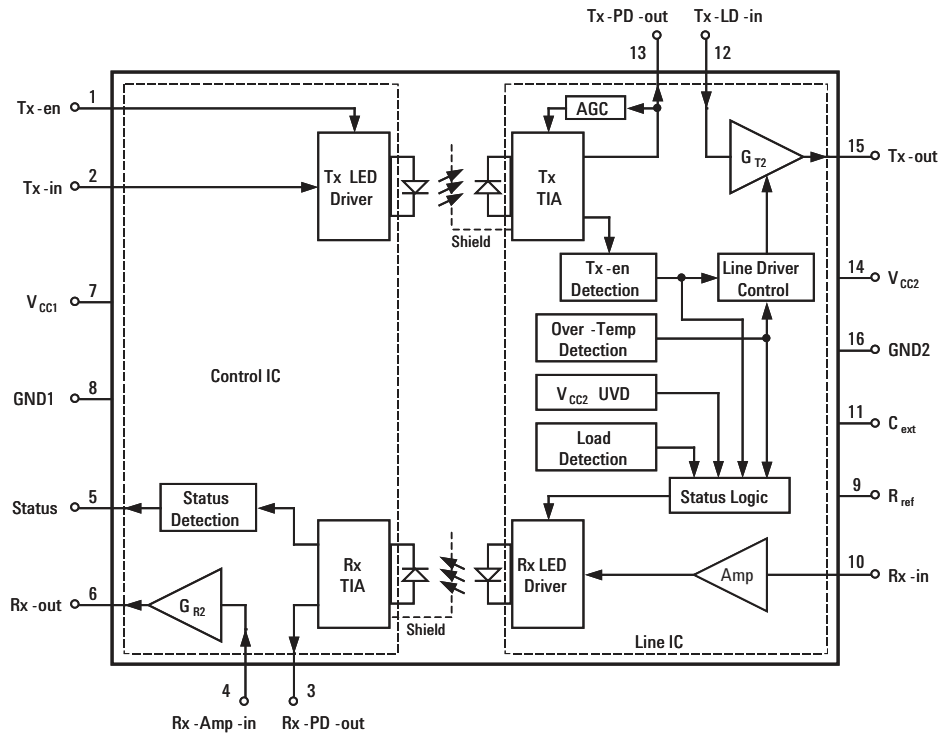 Tx-PD-out
Tx-LD-in
13
12
1
Tx-en
AGC
15
Tx-out
G T2
2
Tx-in
Tx LED
Driver
Tx
TIA
Shield
Tx-en
Detection
Line Driver
Control
14
VCC2
7
VCC1
Over-Temp
Detection
16
GND2
Control IC
8
GND1
VCC2 UVD
11
C ext
Load
Detection
5
Status
Status
Detection
Status Logic
9
R ref
Rx
TIA
Rx LED
Driver
Amp
10
Rx-in
6
Rx-out
G R2
Shield
Line IC
4
3
Rx-Amp-in
Rx-PD-out